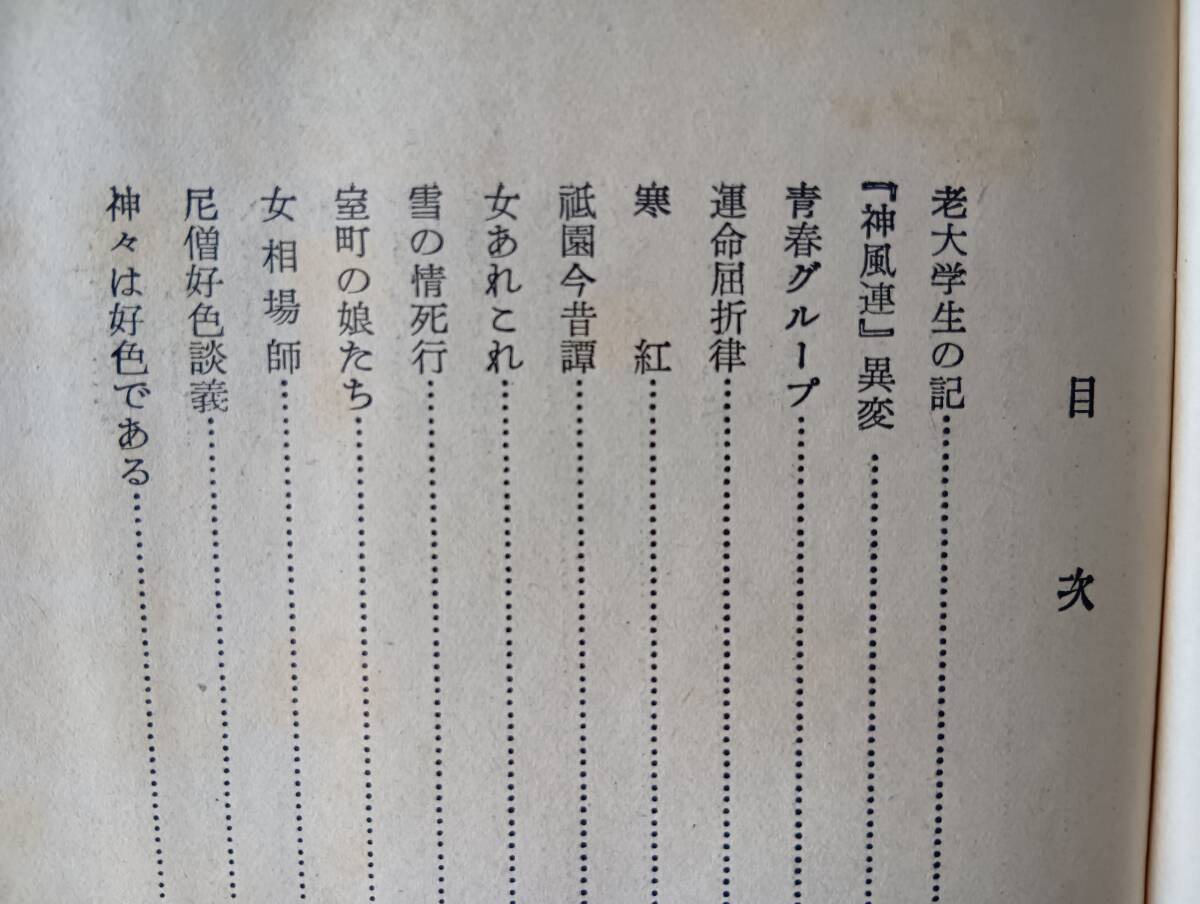 目次
老大学生の記
『神風連』異変
青春グループ
運命屈折律
寒紅
祇園今昔譚
女あれこれ
雪の情死行
室町の娘たち
女相場師
尼僧好色談義
神々は好色である